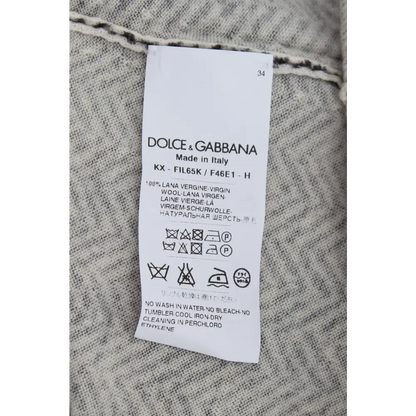 34
DOLCE & GABBANA
Made in Italy
KX - FIL65K / F46E1 - H
100% LANA VERGINE-VIRGIN
WOOL-LANA VIRGEN-
LAINE VIERGE-LÃ
VIRGEM-SCHURWOLLE-
НАТУРАЛЬНАЯ ШЕРСТЬ-
NO WASH IN WATER-NO BLEACH-NO
TUMBLER-COOL IRON-DRY
CLEANING IN PERCHLORO
ETHYLENE